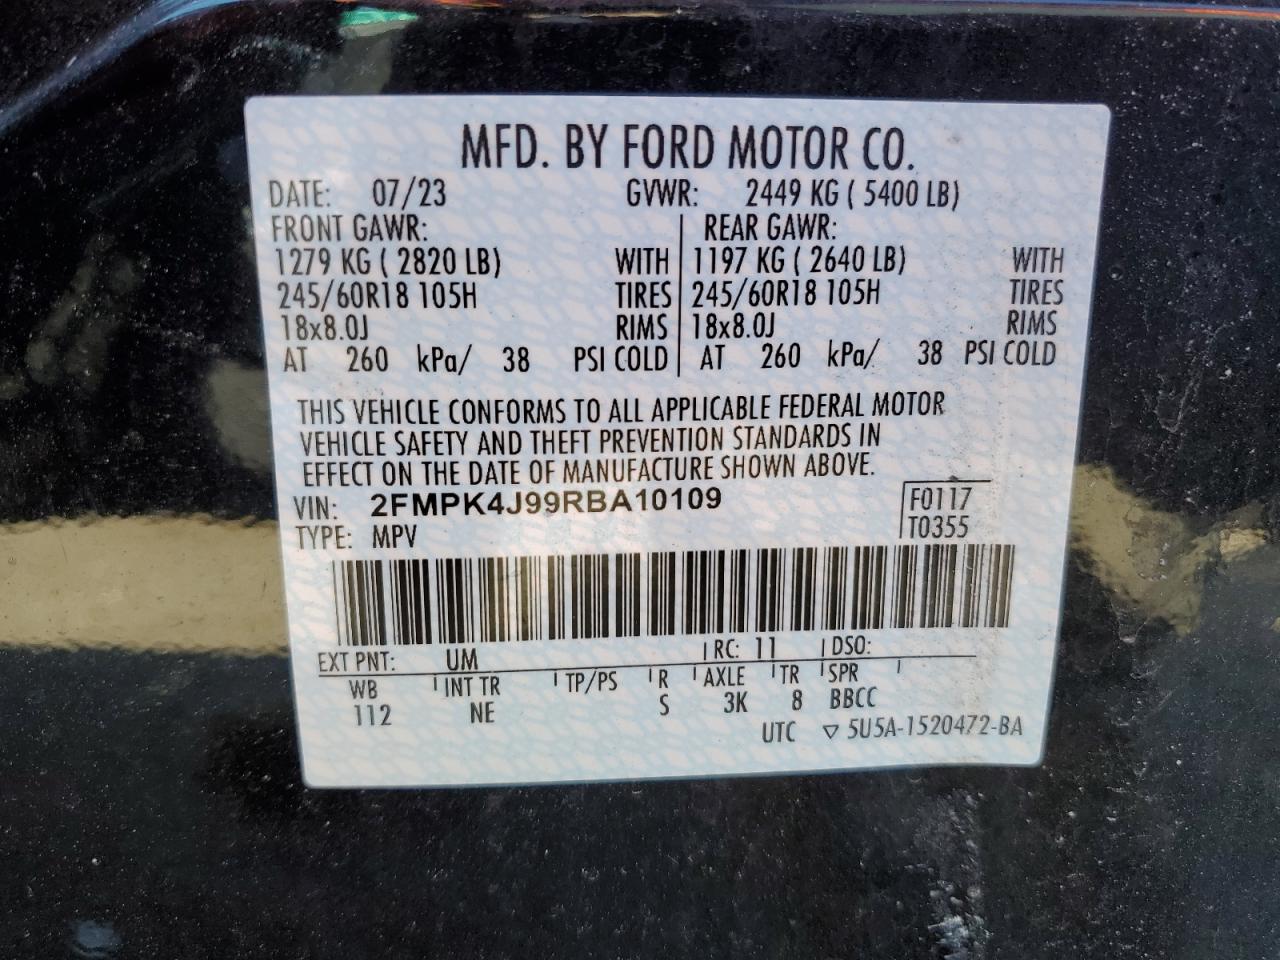 MFD. BY FORD MOTOR CO.
DATE: 07/23 GVWR: 2449 KG ( 5400 LB)
FRONT GAWR: REAR GAWR:
1279 KG ( 2820 LB) WITH 1197 KG ( 2640 LB) WITH
245/60R18 105H TIRES 245/60R18 105H TIRES
18x8.0J RIMS 18x8.0J RIMS
AT 260 kPa/ 38 PSI COLD AT 260 kPa/ 38 PSI COLD
THIS VEHICLE CONFORMS TO ALL APPLICABLE FEDERAL MOTOR
VEHICLE SAFETY AND THEFT PREVENTION STANDARDS IN
EFFECT ON THE DATE OF MANUFACTURE SHOWN ABOVE.
VIN: 2FMPK4J99RBA10109 F0117
TYPE: MPV T0355
EXT PNT: UM RC: 11 DSO:
WB INT TR TP/PS R AXLE TR SPR
112 NE S 3K 8 BBCC
UTC ▽ 5U5A-1520472-BA